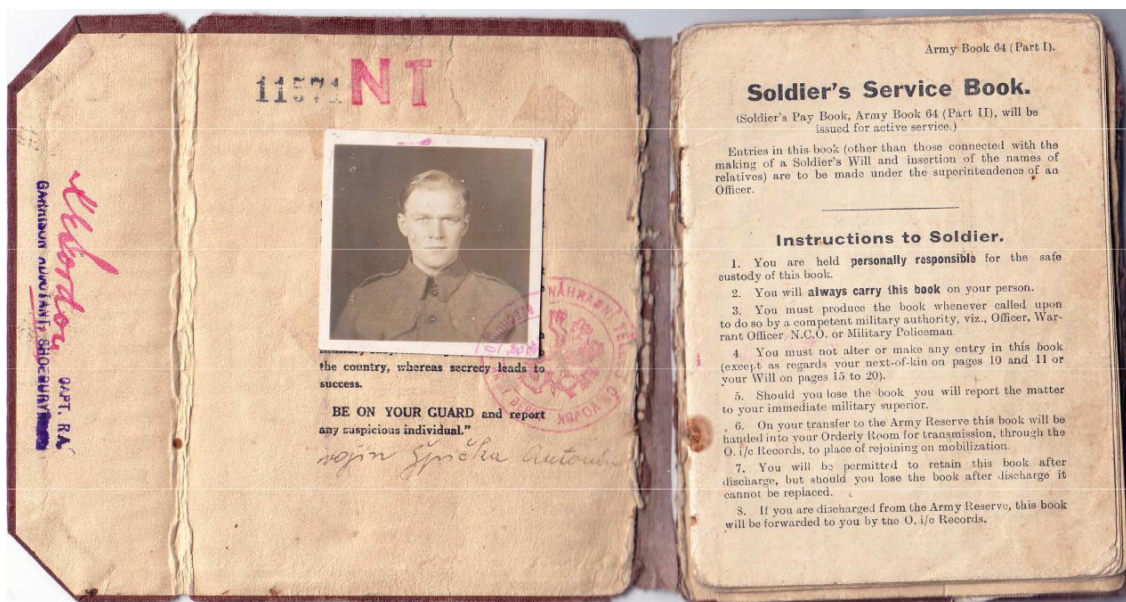 11571 NT
the country, whereas secrecy leads to
success.
BE ON YOUR GUARD and report
any suspicious individual."
vojín Špička Antonín
NÁHRADNÍ TĚLES
VOJSK
CAPT. RA
GARRISON ADJUTANT, SHOEBURYNESS
Army Book 64 (Part I).
Soldier's Service Book.
(Soldier's Pay Book, Army Book 64 (Part II), will be
issued for active service.)
Entries in this book (other than those connected with the
making of a Soldier's Will and insertion of the names of
relatives) are to be made under the superintendence of an
Officer.
Instructions to Soldier.
1. You are held personally responsible for the safe
custody of this book.
2. You will always carry this book on your person.
3. You must produce the book whenever called upon
to do so by a competent military authority, viz., Officer, War-
rant Officer, N.C.O. or Military Policeman.
4. You must not alter or make any entry in this book
(except as regards your next-of-kin on pages 10 and 11 or
your Will on pages 15 to 20).
5. Should you lose the book you will report the matter
to your immediate military superior.
6. On your transfer to the Army Reserve this book will be
handed into your Orderly Room for transmission, through the
O. i/c Records, to place of rejoining on mobilization.
7. You will be permitted to retain this book after
discharge, but should you lose the book after discharge it
cannot be replaced.
8. If you are discharged from the Army Reserve, this book
will be forwarded to you by the O. i/c Records.